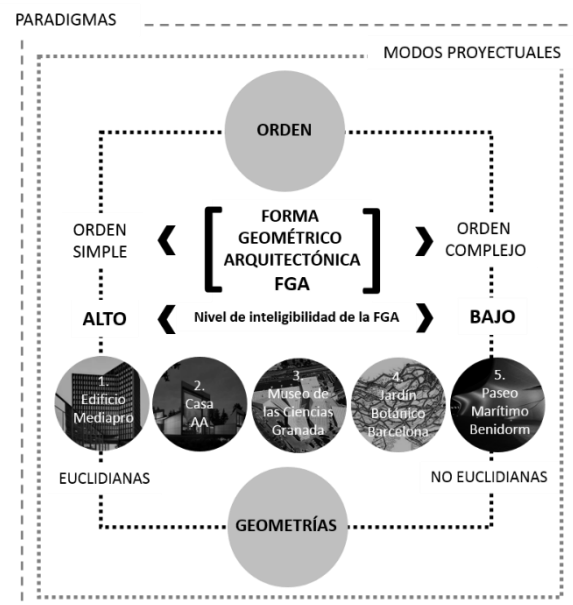 PARADIGMAS
MODOS PROYECTUALES
ORDEN
ORDEN
SIMPLE
FORMA
GEOMÉTRICO
ARQUITECTÓNICA
FGA
ORDEN
COMPLEJO
ALTO
Nivel de inteligibilidad de la FGA
BAJO
1.
Edificio
Mediapro
2.
Casa
AA
3.
Museo de
las Ciencias
Granada
4.
Jardín
Botánico
Barcelona
5.
Paseo
Marítimo
Benidorm
EUCLIDIANAS
NO EUCLIDIANAS
GEOMETRÍAS